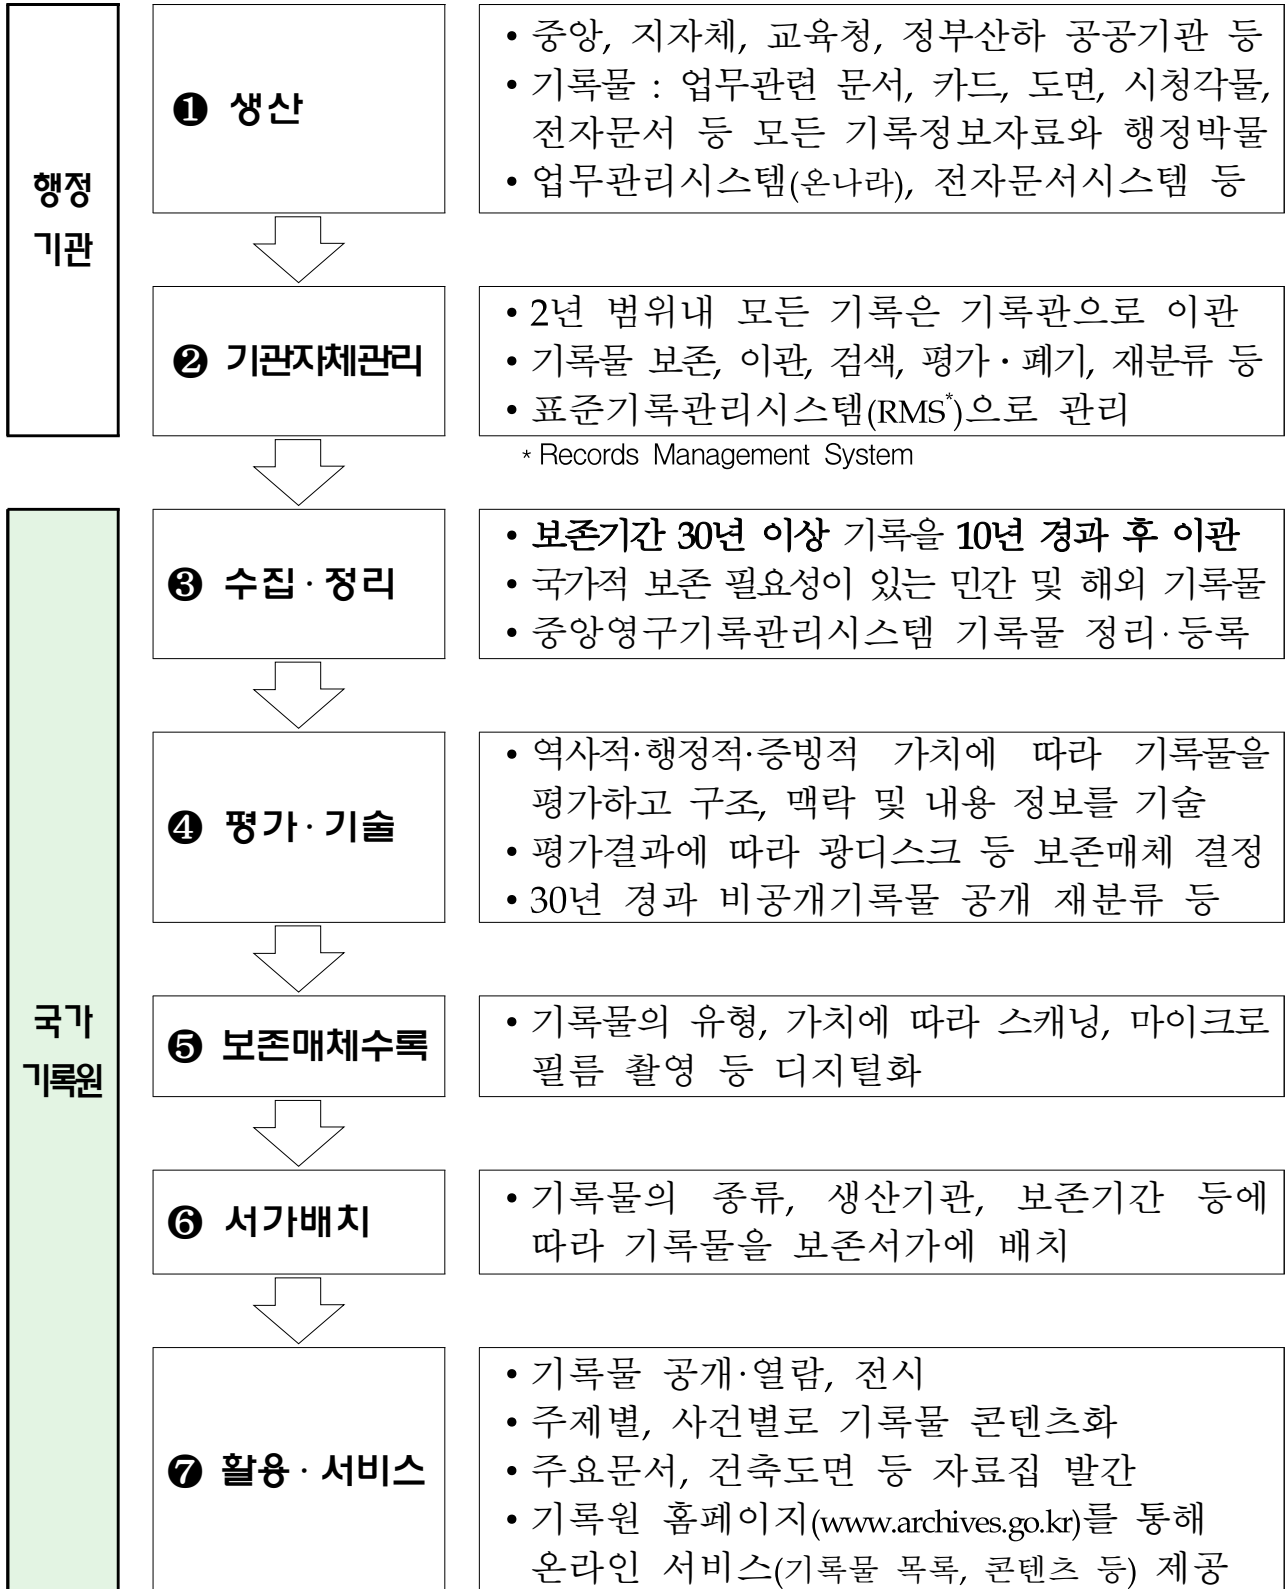 행정
기관
❶ 생산
• 중앙, 지자체, 교육청, 정부산하 공공기관 등
• 기록물 : 업무관련 문서, 카드, 도면, 시청각물,
전자문서 등 모든 기록정보자료와 행정박물
• 업무관리시스템(온나라), 전자문서시스템 등
❷ 기관자체관리
• 2년 범위내 모든 기록은 기록관으로 이관
• 기록물 보존, 이관, 검색, 평가·폐기, 재분류 등
• 표준기록관리시스템(RMS*)으로 관리
* Records Management System
국가
기록원
❸ 수집·정리
• 보존기간 30년 이상 기록을 10년 경과 후 이관
• 국가적 보존 필요성이 있는 민간 및 해외 기록물
• 중앙영구기록관리시스템 기록물 정리·등록
❹ 평가·기술
• 역사적·행정적·증빙적 가치에 따라 기록물을
평가하고 구조, 맥락 및 내용 정보를 기술
• 평가결과에 따라 광디스크 등 보존매체 결정
• 30년 경과 비공개기록물 공개 재분류 등
❺ 보존매체수록
• 기록물의 유형, 가치에 따라 스캐닝, 마이크로
필름 촬영 등 디지털화
❻ 서가배치
• 기록물의 종류, 생산기관, 보존기간 등에
따라 기록물을 보존서가에 배치
❼ 활용·서비스
• 기록물 공개·열람, 전시
• 주제별, 사건별로 기록물 콘텐츠화
• 주요문서, 건축도면 등 자료집 발간
• 기록원 홈페이지(www.archives.go.kr)를 통해
온라인 서비스(기록물 목록, 콘텐츠 등) 제공